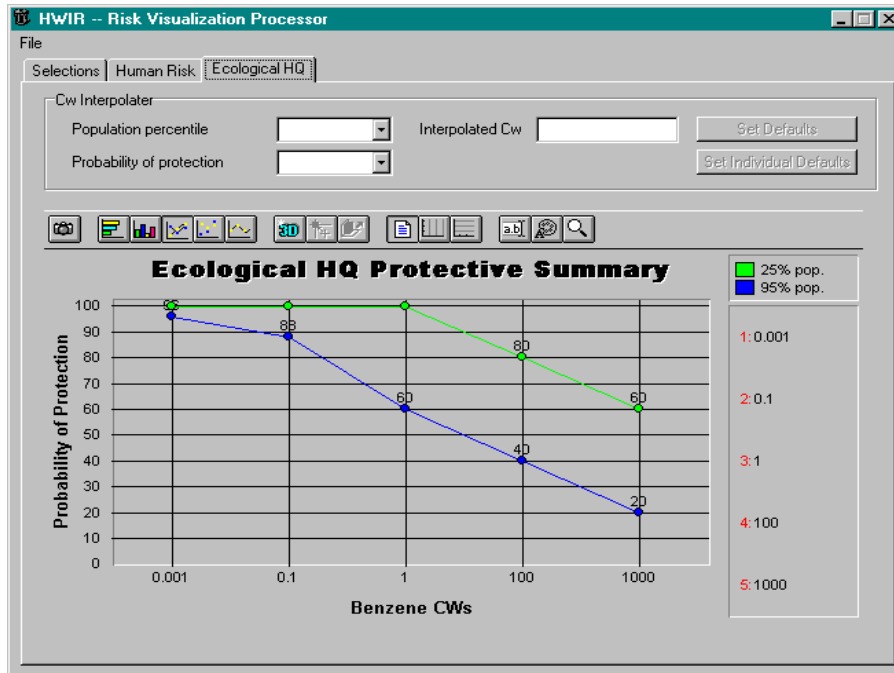 HWIR -- Risk Visualization Processor
File
Selections Human Risk Ecological HQ
Cw Interpolater
Population percentile Interpolated Cw Set Defaults
Probability of protection Set Individual Defaults
3D a.b
Ecological HQ Protective Summary
25% pop.
95% pop.
Probability of Protection
100
90
80
70
60
50
40
30
20
10
0
88
60
40
20
80
60
0.001 0.1 1 100 1000
Benzene CWs
1:0.001
2:0.1
3:1
4:100
5:1000